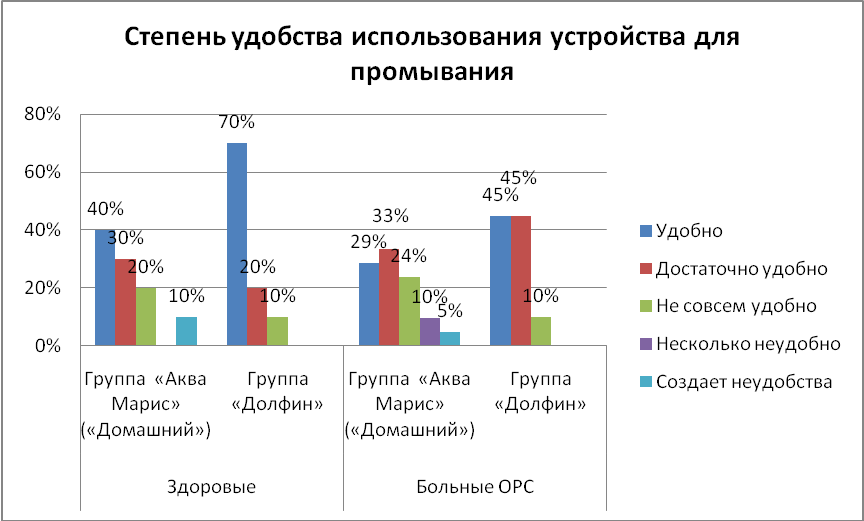 Степень удобства использования устройства для
промывания
80%
60%
40%
20%
0%
40%
30%
20%
10%
70%
20%
10%
29%
33%
24%
10%
5%
45%
45%
10%
Группа «Аква
Марис»
(«Домашний»)
Группа
«Долфин»
Группа «Аква
Марис»
(«Домашний»)
Группа
«Долфин»
Здоровые
Больные ОРС
Удобно
Достаточно удобно
Не совсем удобно
Несколько неудобно
Создает неудобства